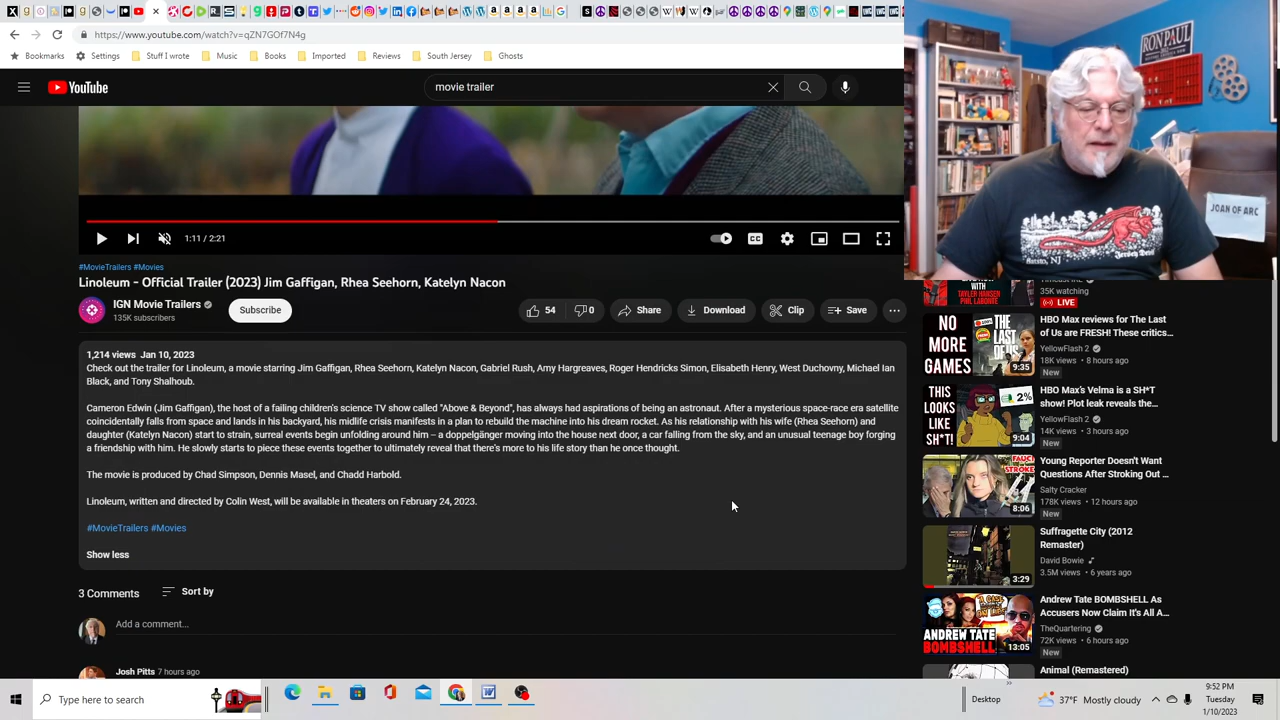 https://www.youtube.com/watch?v=qZN7GOf7N4g
Bookmarks Settings Stuff I wrote Music Books Imported Reviews South Jersey Ghosts
YouTube
movie trailer
1:11 / 2:21
#MovieTrailers #Movies
Linoleum - Official Trailer (2023) Jim Gaffigan, Rhea Seehorn, Katelyn Nacon
IGN Movie Trailers
135K subscribers
Subscribe
54
0
Share
Download
Clip
Save
1,214 views Jan 10, 2023
Check out the trailer for Linoleum, a movie starring Jim Gaffigan, Rhea Seehorn, Katelyn Nacon, Gabriel Rush, Amy Hargreaves, Roger Hendricks Simon, Elisabeth Henry, West Duchovny, Michael Ian
Black, and Tony Shalhoub.
Cameron Edwin (Jim Gaffigan), the host of a failing children's science TV show called "Above & Beyond", has always had aspirations of being an astronaut. After a mysterious space-race era satellite
coincidentally falls from space and lands in his backyard, his midlife crisis manifests in a plan to rebuild the machine into his dream rocket. As his relationship with his wife (Rhea Seehorn) and
daughter (Katelyn Nacon) start to strain, surreal events begin unfolding around him – a doppelgänger moving into the house next door, a car falling from the sky, and an unusual teenage boy forging
a friendship with him. He slowly starts to piece these events together to ultimately reveal that there's more to his life story than he once thought.
The movie is produced by Chad Simpson, Dennis Masel, and Chadd Harbold.
Linoleum, written and directed by Colin West, will be available in theaters on February 24, 2023.
#MovieTrailers #Movies
Show less
3 Comments
Sort by
Add a comment...
Josh Pitts 7 hours ago
RON PAUL
JOAN OF ARC
Batsto, NJ
Jersey Devil
TAYLER HANSEN
PHIL LABONTE
35K watching
LIVE
NO
MORE
GAMES
THE
LAST
OF US
9:35
HBO Max reviews for The Last
of Us are FRESH! These critics...
YellowFlash 2
18K views • 8 hours ago
New
THIS
LOOKS
LIKE
SH*T!
2%
9:04
HBO Max's Velma is a SH*T
show! Plot leak reveals the...
YellowFlash 2
14K views • 3 hours ago
New
STROKE
8:06
Young Reporter Doesn't Want
Questions After Stroking Out ...
Salty Cracker
178K views • 12 hours ago
New
3:29
Suffragette City (2012
Remaster)
David Bowie
3.5M views • 6 years ago
ANDREW TATE
BOMBSHELL
13:05
Andrew Tate BOMBSHELL As
Accusers Now Claim It's All A...
TheQuartering
72K views • 6 hours ago
New
Animal (Remastered)
Type here to search
Desktop
37°F Mostly cloudy
9:52 PM
Tuesday
1/10/2023